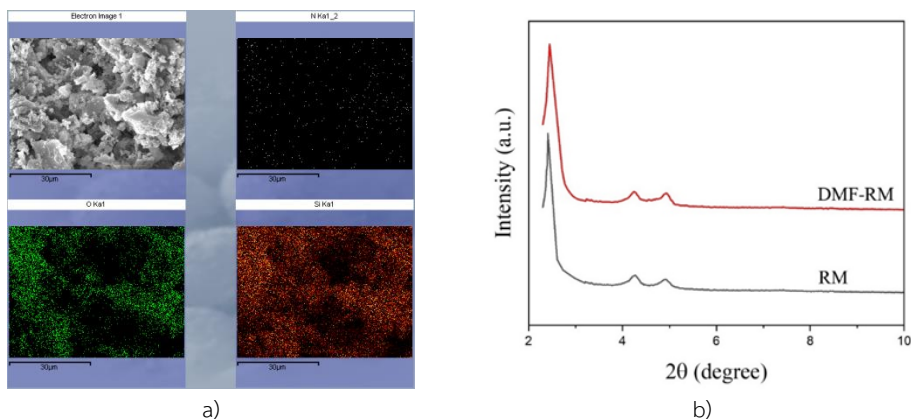 Electron Image 1
N Ka1_2
30μm
30μm
O Ka1
Si Ka1
30μm
30μm
a)
Intensity (a.u.)
DMF-RM
RM
2 4 6 8 10
2θ (degree)
b)